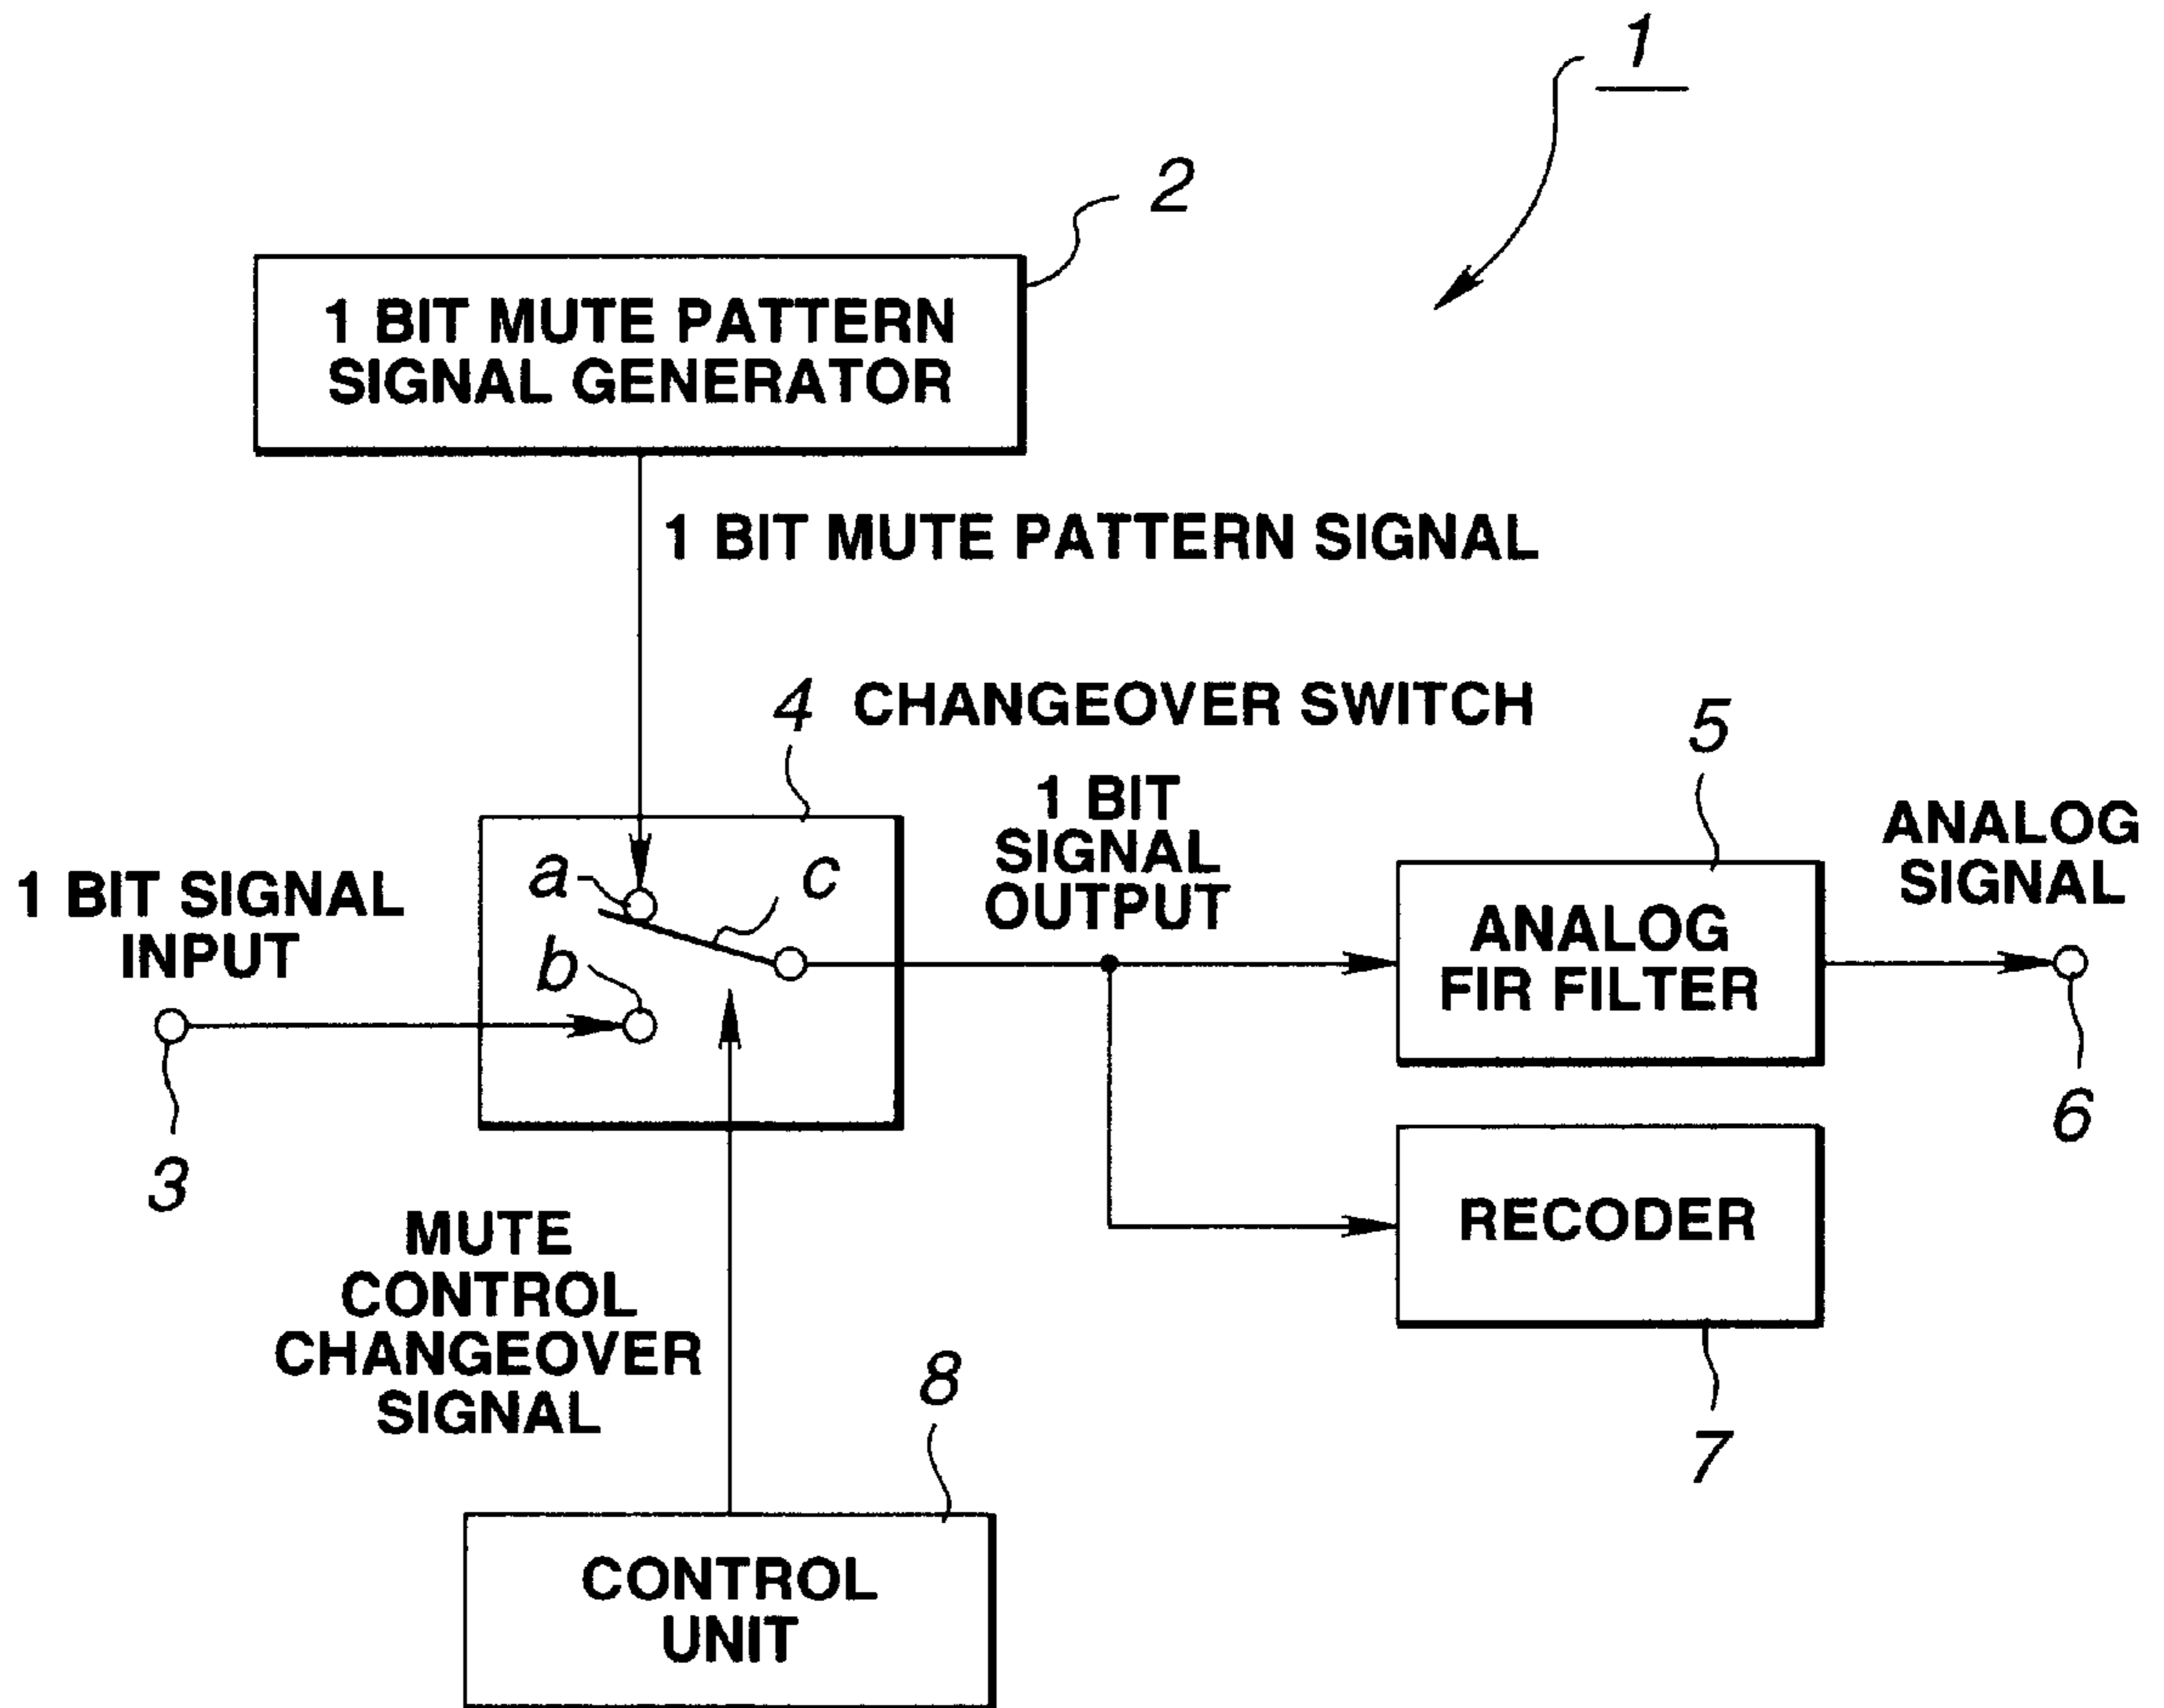 1
2
1 BIT MUTE PATTERN
SIGNAL GENERATOR
1 BIT MUTE PATTERN SIGNAL
4 CHANGEOVER SWITCH
5
1 BIT
SIGNAL
OUTPUT
ANALOG
SIGNAL
1 BIT SIGNAL
INPUT
a
c
b
ANALOG
FIR FILTER
3
6
RECODER
MUTE
CONTROL
CHANGEOVER
SIGNAL
8
7
CONTROL
UNIT